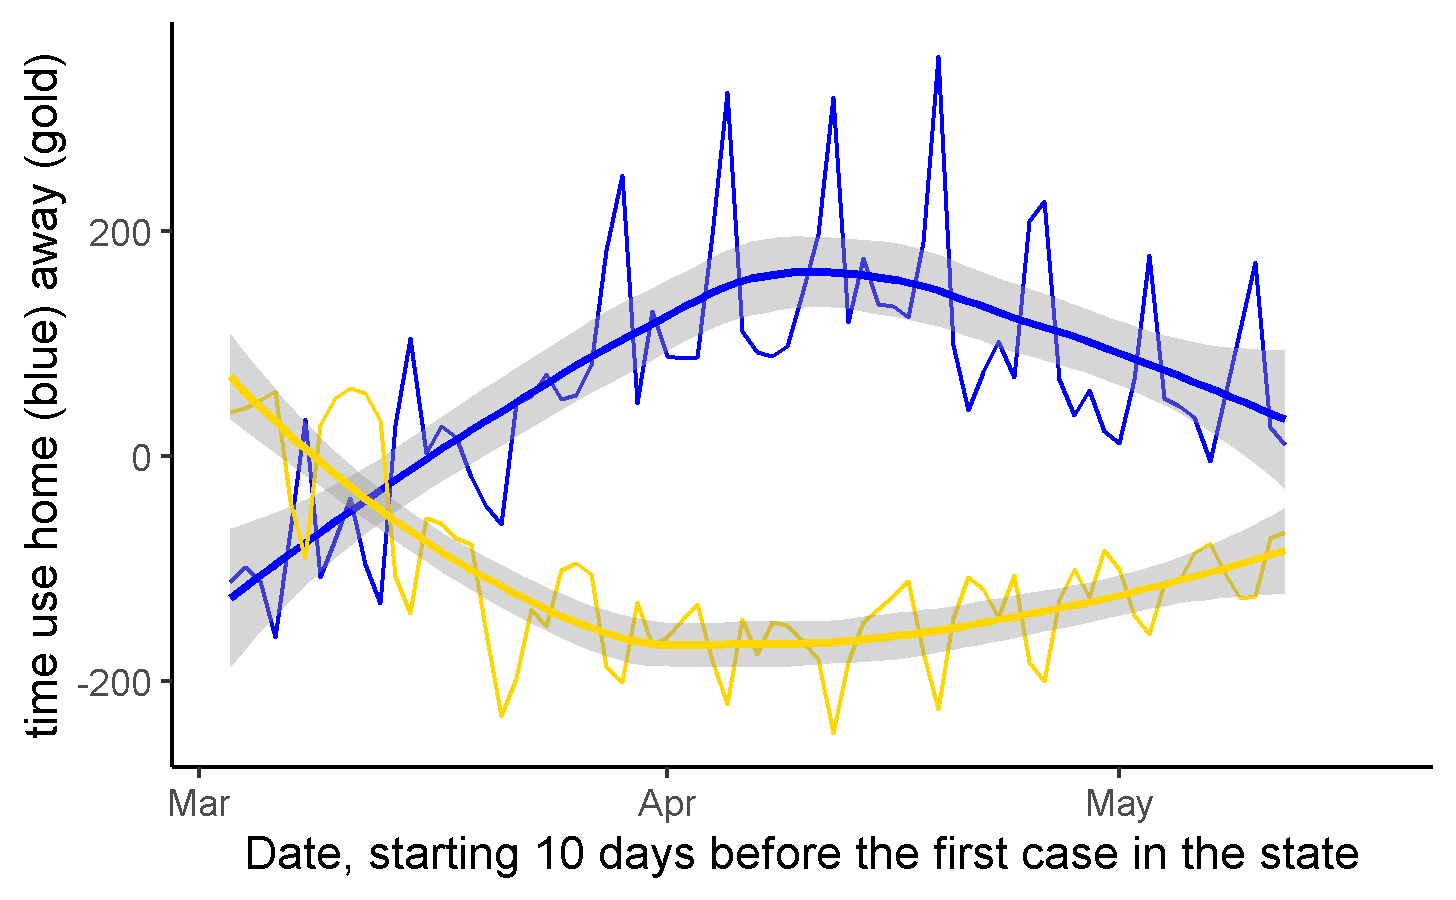 time use home (blue) away (gold)
200
0
-200
Mar Apr May
Date, starting 10 days before the first case in the state